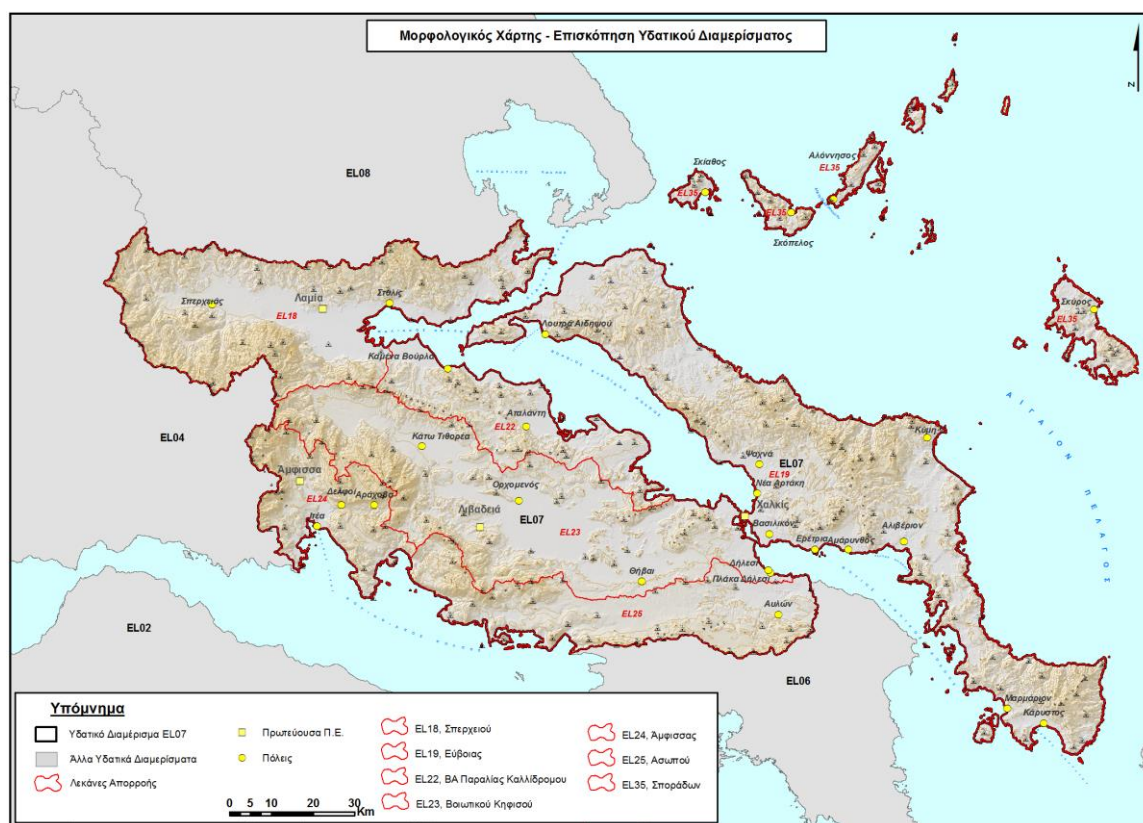 Μορφολογικός Χάρτης - Επισκόπηση Υδατικού Διαμερίσματος
N
EL08
Σκίαθος
EL35
Αλόννησος
EL35
EL35
Σκόπελος
Σκύρος
EL35
Σπερχειός
Λαμία
Στυλίς
EL18
Λουτρά Αιδηψού
Καμένα Βούρλα
ΑΙΓΑΙΟΝ ΠΕΛΑΓΟΣ
EL04
Αταλάντη
EL22
Κάτω Τιθορέα
Κύμη
Ψαχνά
EL07
EL19
Άμφισσα
Νέα Αρτάκη
Δελφοί
Αράχοβα
EL24
Ορχομενός
Χαλκίς
Ιτέα
Λιβαδειά
EL07
EL23
Βασιλικόν
Αλιβέριον
Ερέτρια
Αμάρυνθος
Δήλεσι
Θήβαι
Πλάκα Δήλεσι
EL25
Αυλών
EL02
EL06
Μαρμάριον
Κάρυστος
Υπόμνημα
Υδατικό Διαμέρισμα EL07
Άλλα Υδατικά Διαμερίσματα
Λεκάνες Απορροής
Πρωτεύουσα Π.Ε.
Πόλεις
EL18, Σπερχειού
EL19, Εύβοιας
EL22, ΒΑ Παραλίας Καλλίδρομου
EL23, Βοιωτικού Κηφισού
EL24, Άμφισσας
EL25, Ασωπού
EL35, Σποράδων
0 5 10 20 30
Km